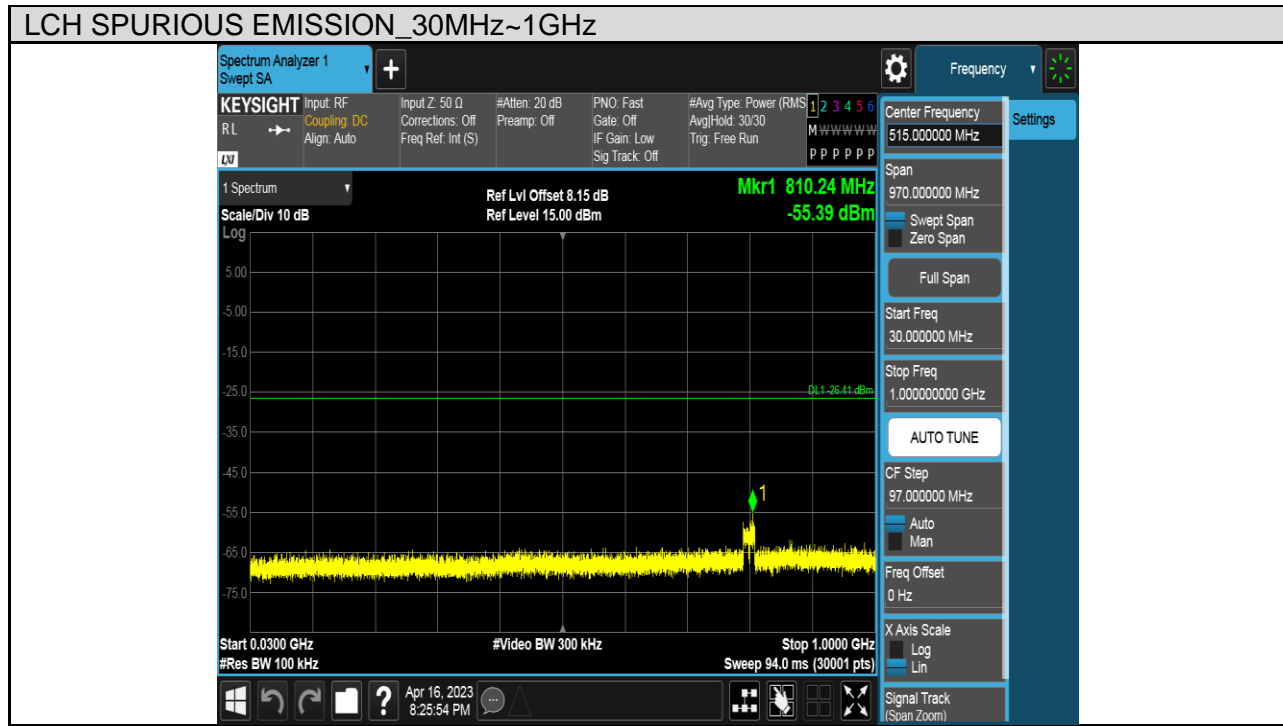 LCH SPURIOUS EMISSION_30MHz~1GHz
Spectrum Analyzer 1
Swept SA
+
Frequency
KEYSIGHT
RL
LXI
Input: RF
Coupling: DC
Align: Auto
Input Z: 50 Ω
Corrections: Off
Freq Ref: Int (S)
#Atten: 20 dB
Preamp: Off
PNO: Fast
Gate: Off
IF Gain: Low
Sig Track: Off
#Avg Type: Power (RMS
Avg|Hold: 30/30
Trig: Free Run
1 2 3 4 5 6
M W W W W W
P P P P P P
1 Spectrum
Scale/Div 10 dB
Ref Lvl Offset 8.15 dB
Ref Level 15.00 dBm
Mkr1 810.24 MHz
-55.39 dBm
Log
5.00
-5.00
-15.0
-25.0
-35.0
-45.0
-55.0
-65.0
-75.0
DL1 -26.41 dBm
1
Start 0.0300 GHz
#Res BW 100 kHz
#Video BW 300 kHz
Stop 1.0000 GHz
Sweep 94.0 ms (30001 pts)
?
Apr 16, 2023
8:25:54 PM
Center Frequency
515.000000 MHz
Settings
Span
970.000000 MHz
Swept Span
Zero Span
Full Span
Start Freq
30.000000 MHz
Stop Freq
1.000000000 GHz
AUTO TUNE
CF Step
97.000000 MHz
Auto
Man
Freq Offset
0 Hz
X Axis Scale
Log
Lin
Signal Track
(Span Zoom)